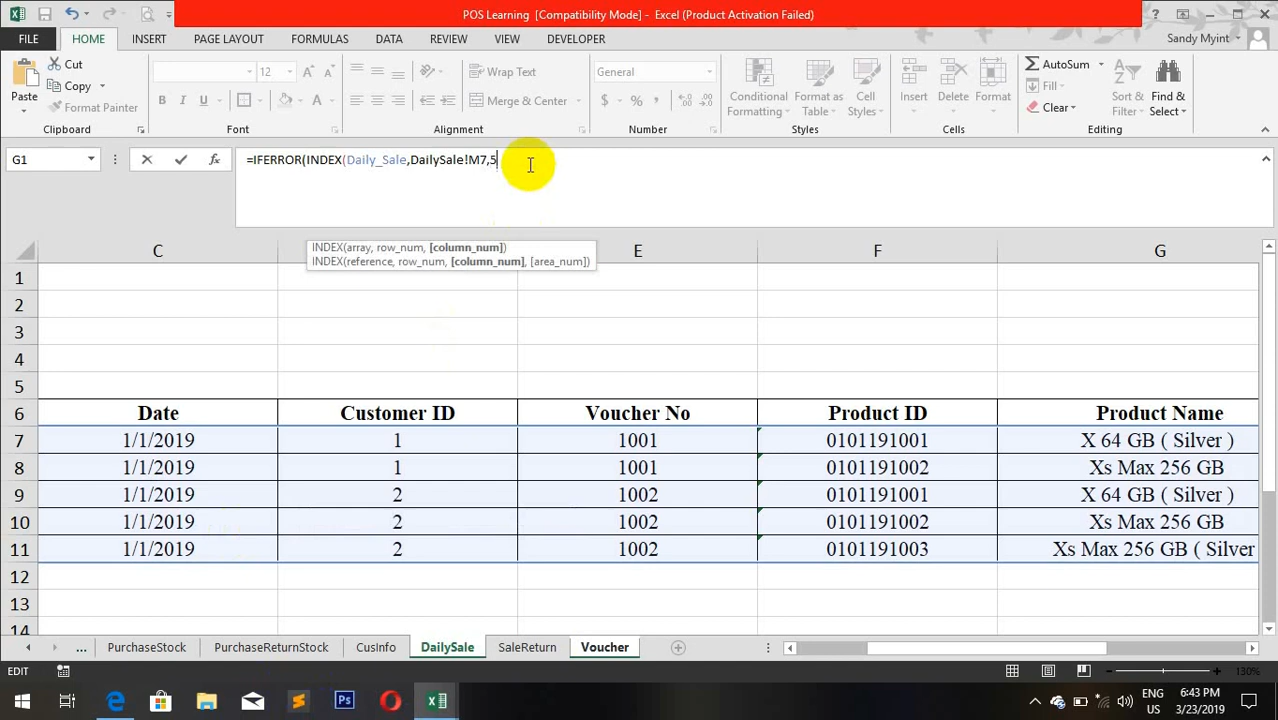 POS Learning [Compatibility Mode] - Excel (Product Activation Failed)
FILE HOME INSERT PAGE LAYOUT FORMULAS DATA REVIEW VIEW DEVELOPER Sandy Myint
Paste Cut Copy Format Painter Clipboard
12 Font
Wrap Text Merge & Center Alignment
General Number
Conditional Formatting Format as Table Cell Styles Styles
Insert Delete Format Cells
AutoSum Fill Clear Sort & Filter Find & Select Editing
G1 =IFERROR(INDEX(Daily_Sale,DailySale!M7,5
INDEX(array, row_num, [column_num])
INDEX(reference, row_num, [column_num], [area_num])
C E F G
1
2
3
4
5
6 Date Customer ID Voucher No Product ID Product Name
7 1/1/2019 1 1001 0101191001 X 64 GB ( Silver )
8 1/1/2019 1 1001 0101191002 Xs Max 256 GB
9 1/1/2019 2 1002 0101191001 X 64 GB ( Silver )
10 1/1/2019 2 1002 0101191002 Xs Max 256 GB
11 1/1/2019 2 1002 0101191003 Xs Max 256 GB ( Silver
12
13
14
... PurchaseStock PurchaseReturnStock CusInfo DailySale SaleReturn Voucher
EDIT 130%
ENG 6:43 PM
US 3/23/2019